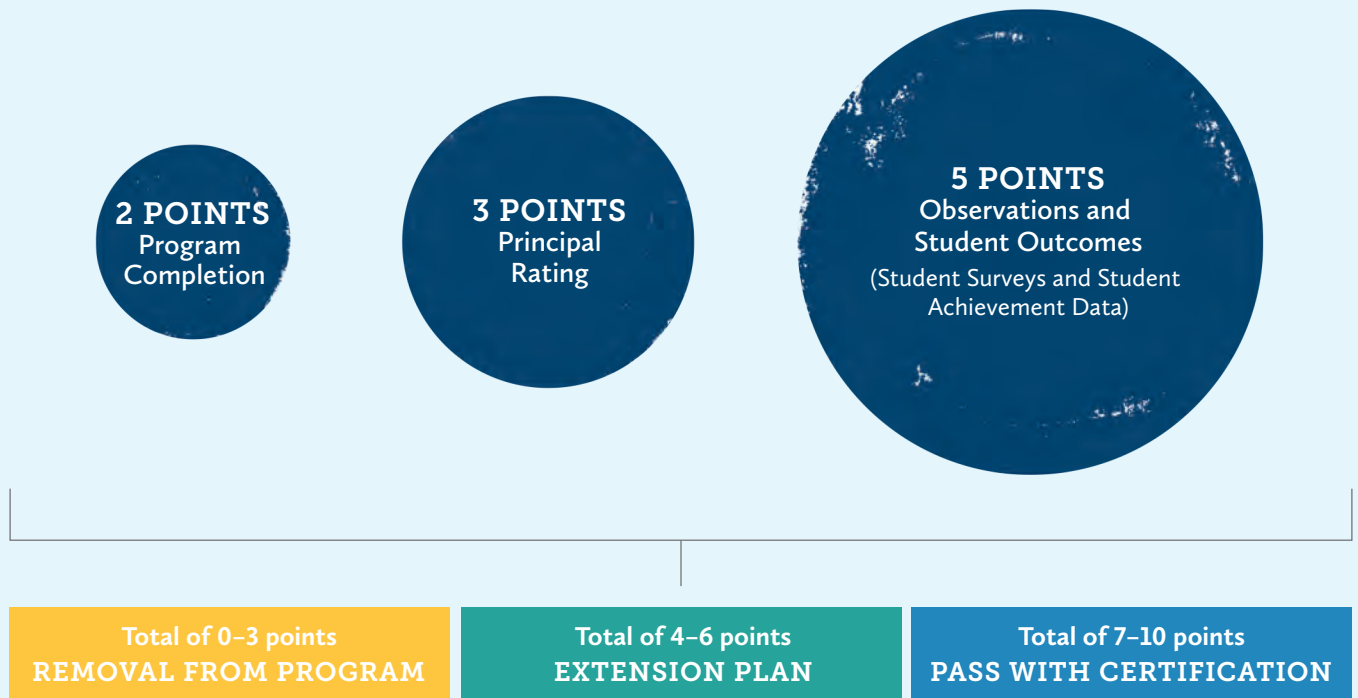 2 POINTS
Program
Completion
3 POINTS
Principal
Rating
5 POINTS
Observations and
Student Outcomes
(Student Surveys and Student
Achievement Data)
Total of 0–3 points
REMOVAL FROM PROGRAM
Total of 4–6 points
EXTENSION PLAN
Total of 7–10 points
PASS WITH CERTIFICATION